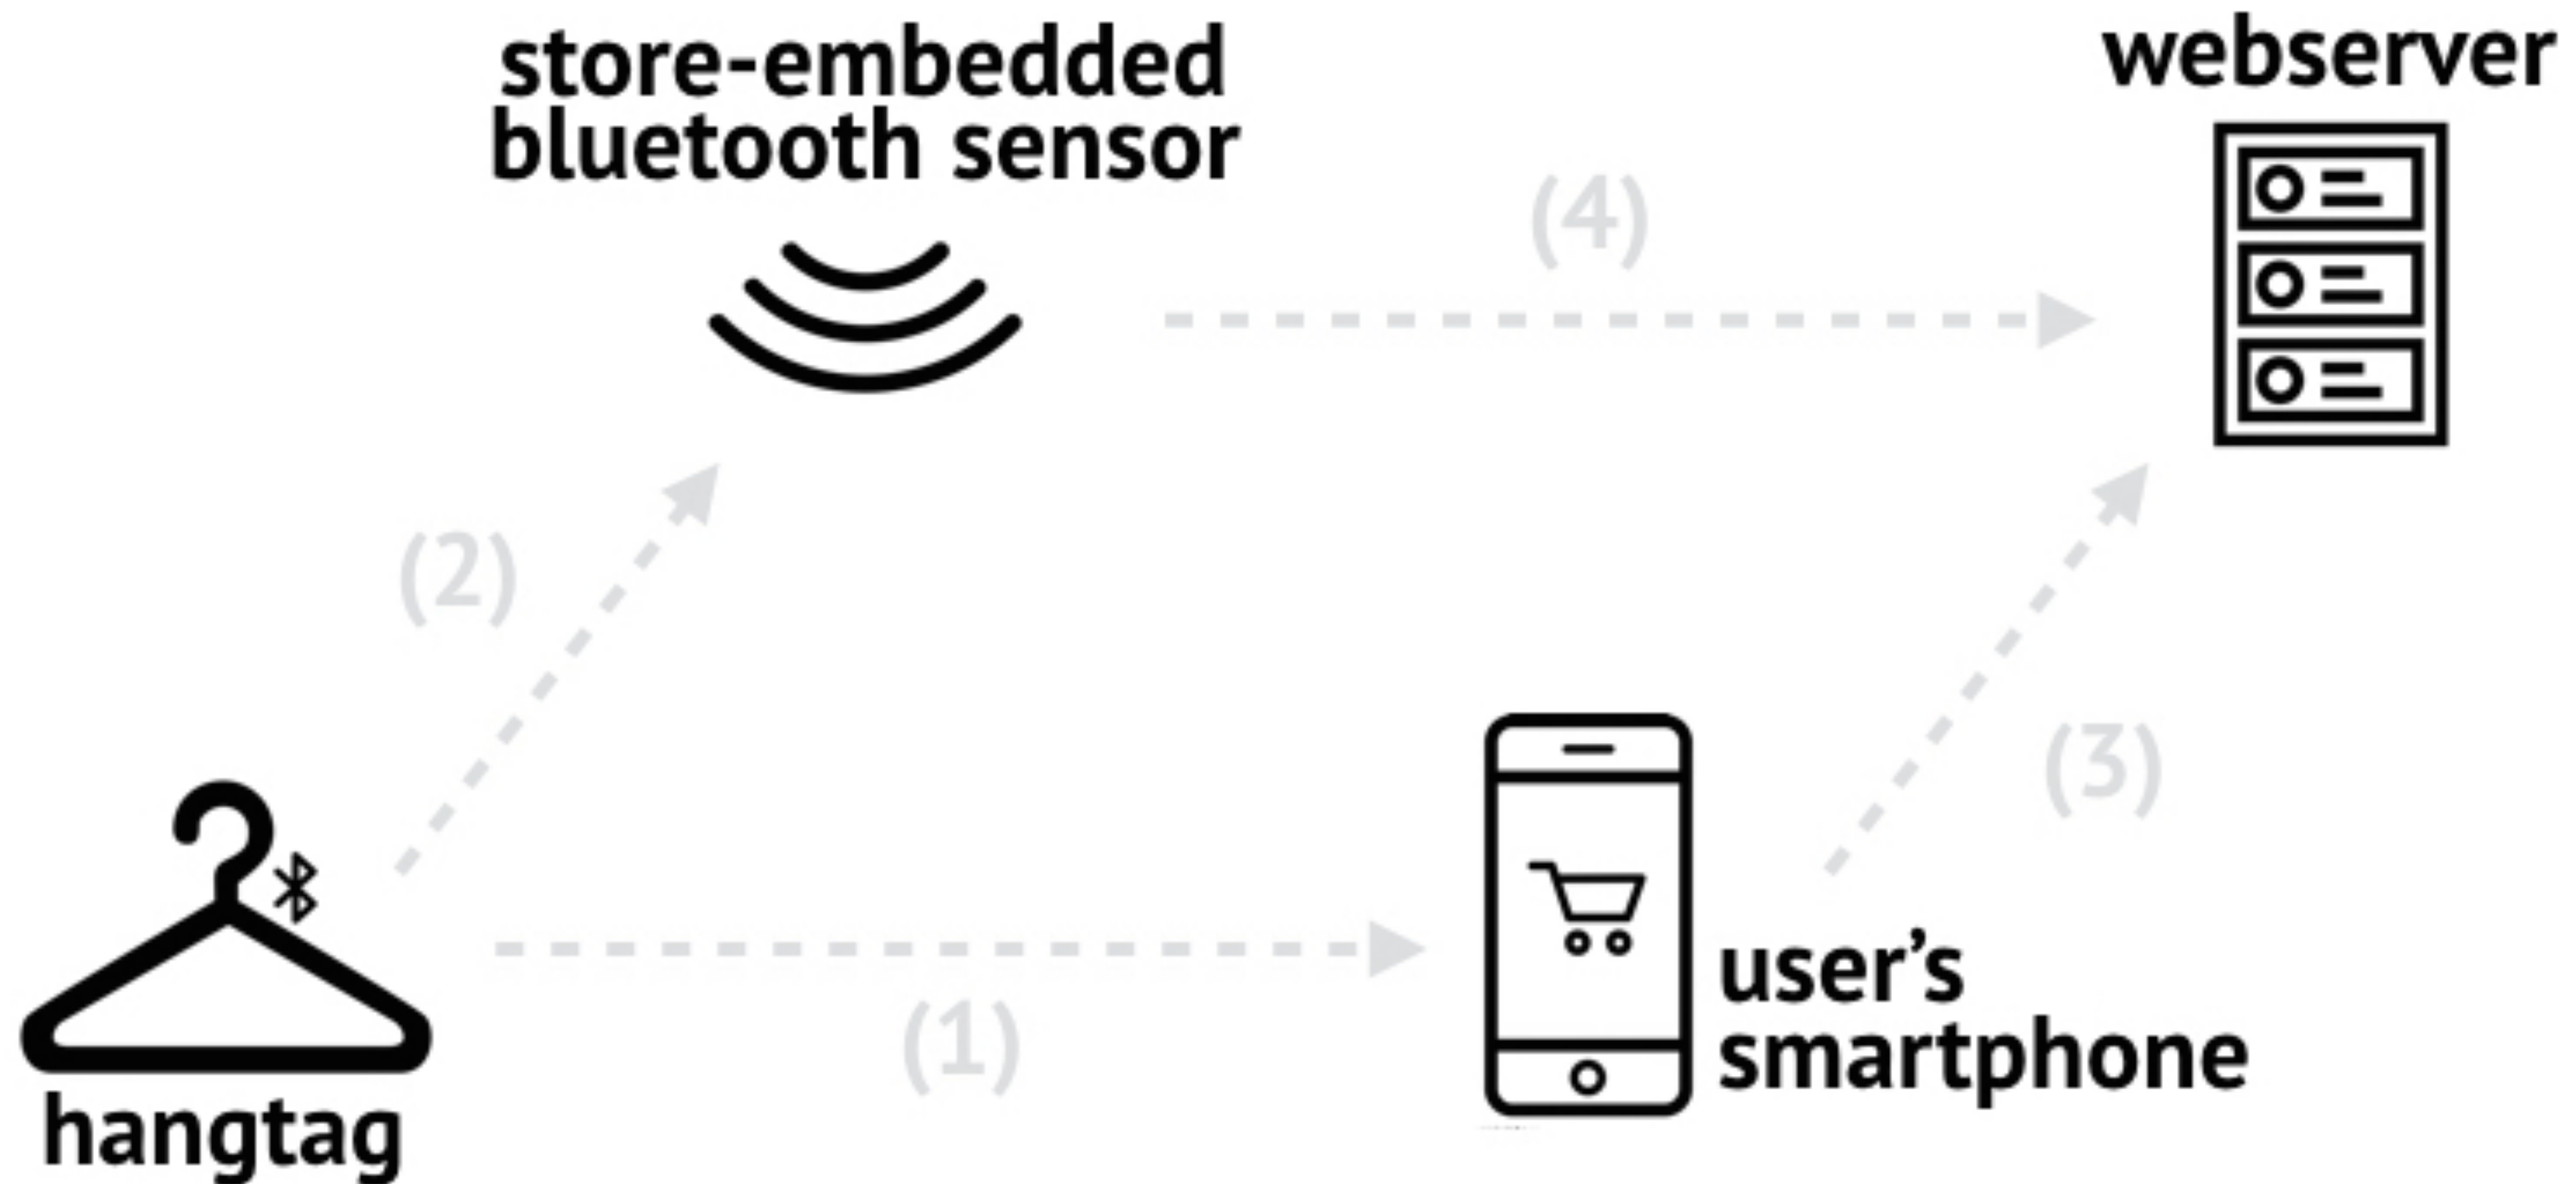 store-embedded
bluetooth sensor
webserver
(4)
(2)
(3)
user’s
smartphone
(1)
hangtag